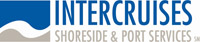 INTERCRUISES
SHORESIDE & PORT SERVICES